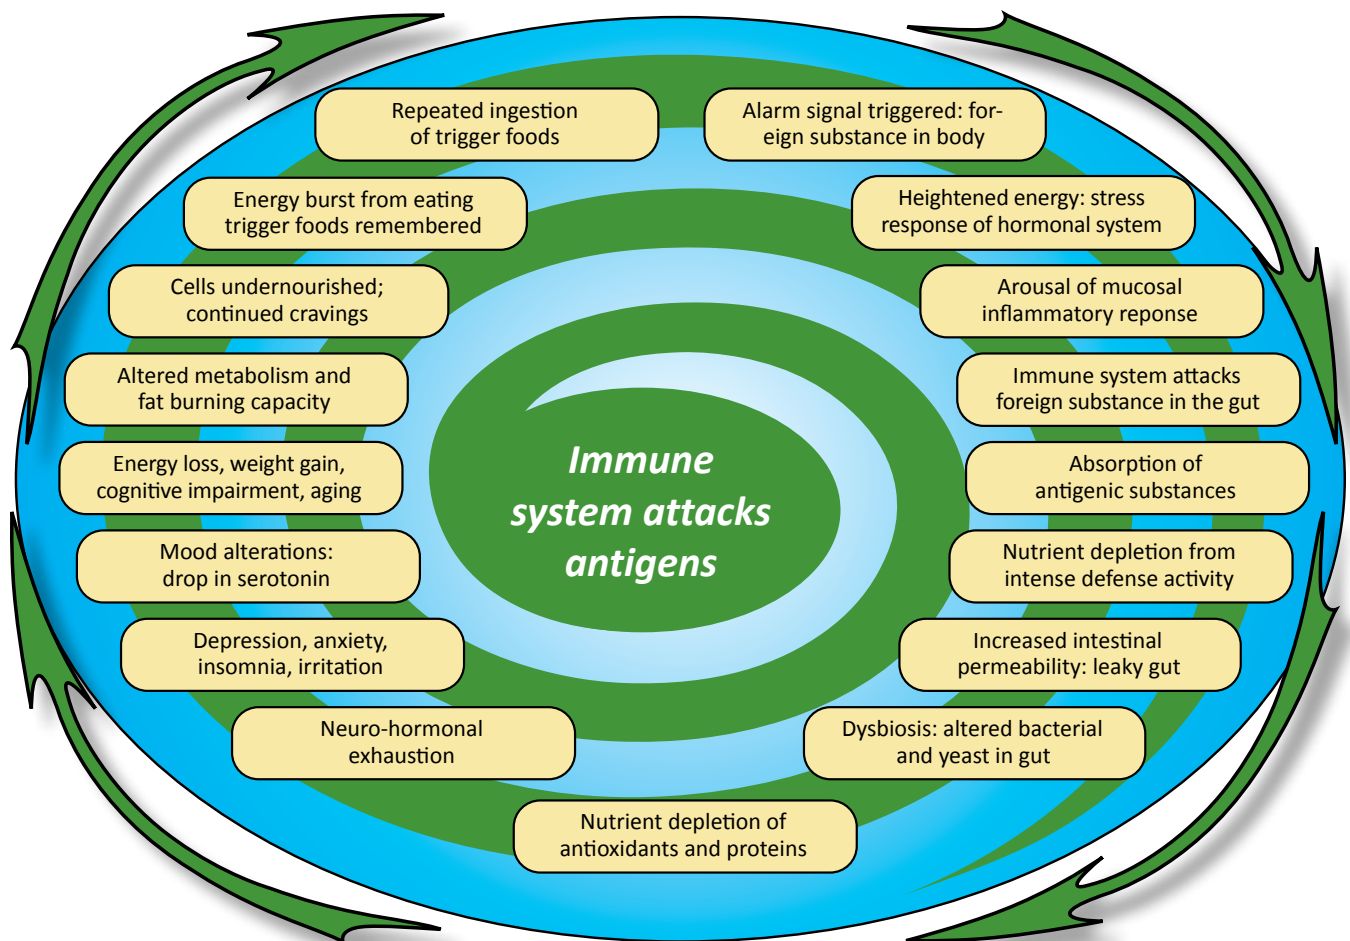 Repeated ingestion
of trigger foods
Alarm signal triggered: for-
eign substance in body
Energy burst from eating
trigger foods remembered
Heightened energy: stress
response of hormonal system
Cells undernourished;
continued cravings
Arousal of mucosal
inflammatory reponse
Altered metabolism and
fat burning capacity
Immune system attacks
foreign substance in the gut
Energy loss, weight gain,
cognitive impairment, aging
Immune
system attacks
antigens
Absorption of
antigenic substances
Mood alterations:
drop in serotonin
Nutrient depletion from
intense defense activity
Depression, anxiety,
insomnia, irritation
Increased intestinal
permeability: leaky gut
Neuro-hormonal
exhaustion
Dysbiosis: altered bacterial
and yeast in gut
Nutrient depletion of
antioxidants and proteins